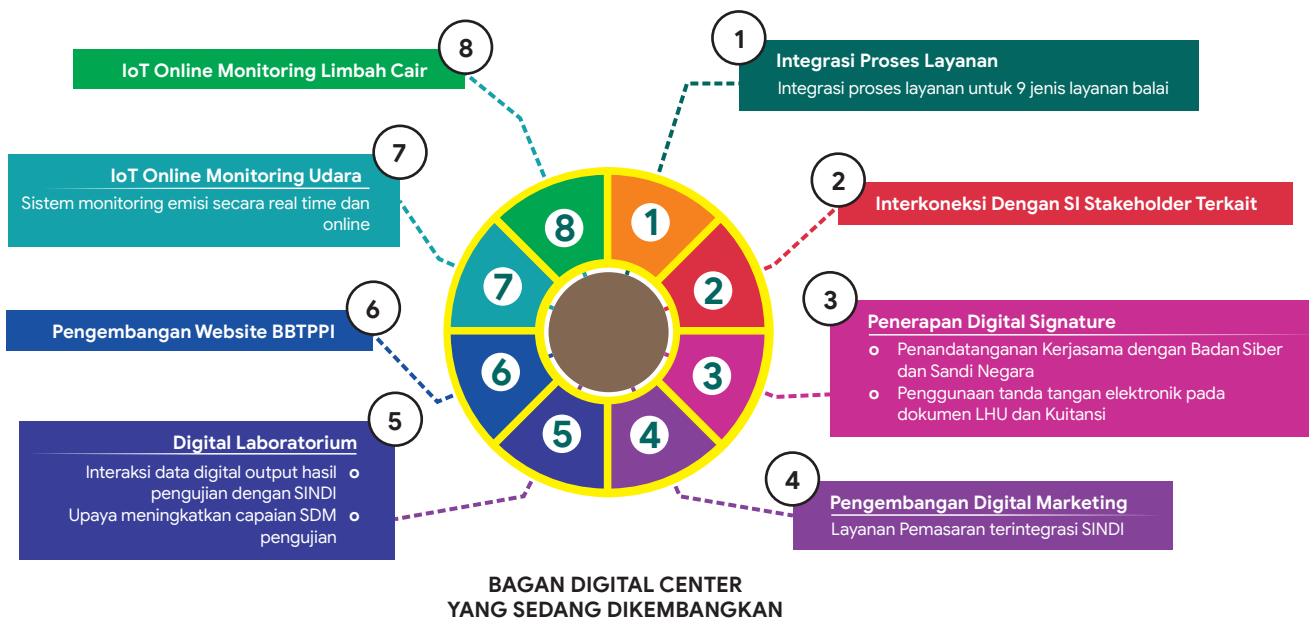 1
Integrasi Proses Layanan
Integrasi proses layanan untuk 9 jenis layanan balai
2
Interkoneksi Dengan SI Stakeholder Terkait
3
Penerapan Digital Signature
o Penandatanganan Kerjasama dengan Badan Siber
dan Sandi Negara
o Penggunaan tanda tangan elektronik pada
dokumen LHU dan Kuitansi
4
Pengembangan Digital Marketing
Layanan Pemasaran terintegrasi SINDI
5
Digital Laboratorium
Interaksi data digital output hasil o
pengujian dengan SINDI
Upaya meningkatkan capaian SDM o
pengujian
6
Pengembangan Website BBTPPI
7
IoT Online Monitoring Udara
Sistem monitoring emisi secara real time dan
online
8
IoT Online Monitoring Limbah Cair
1
2
3
4
5
6
7
8
BAGAN DIGITAL CENTER
YANG SEDANG DIKEMBANGKAN